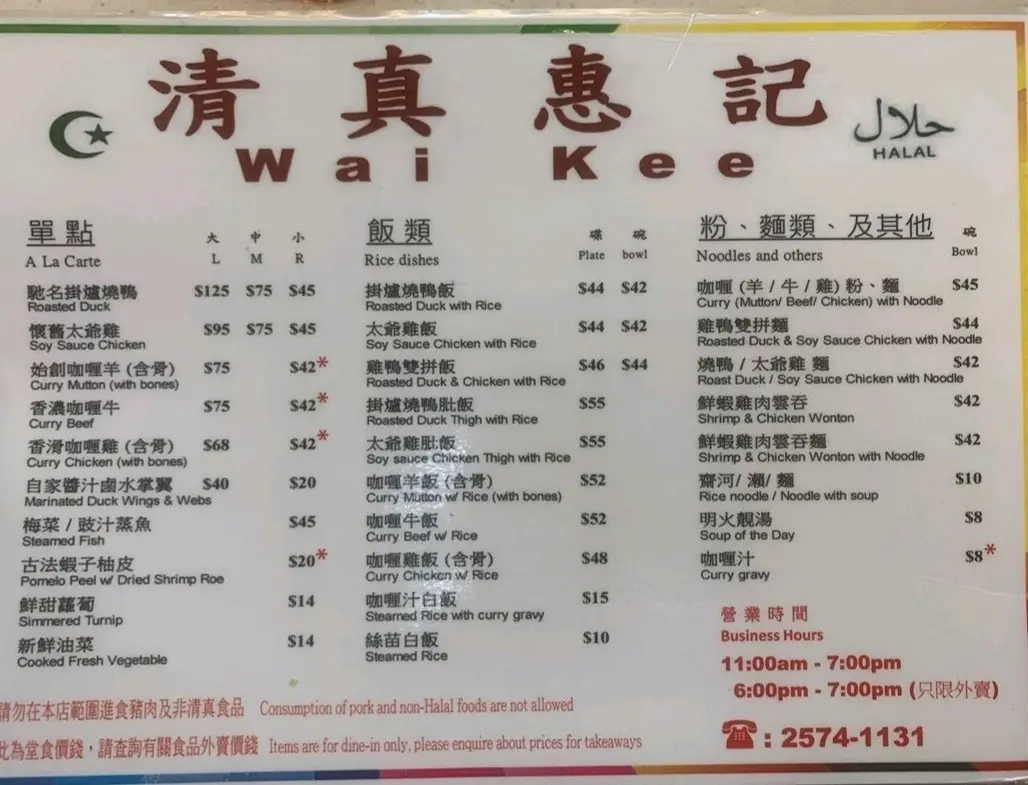 清真惠記
Wai Kee
حلال
HALAL
單點 大 中 小
A La Carte L M R
馳名掛爐燒鴨 $125 $75 $45
Roasted Duck
懷舊太爺雞 $95 $75 $45
Soy Sauce Chicken
始創咖喱羊 (含骨) $75 $42*
Curry Mutton (with bones)
香濃咖喱牛 $75 $42*
Curry Beef
香滑咖喱雞 (含骨) $68 $42*
Curry Chicken (with bones)
自家醬汁鹵水掌翼 $40 $20
Marinated Duck Wings & Webs
梅菜 / 豉汁蒸魚 $45
Steamed Fish
古法蝦子柚皮 $20*
Pomelo Peel w/ Dried Shrimp Roe
鮮甜蘿蔔 $14
Simmered Turnip
新鮮油菜 $14
Cooked Fresh Vegetable
飯類 碟 碗
Rice dishes Plate bowl
掛爐燒鴨飯 $44 $42
Roasted Duck with Rice
太爺雞飯 $44 $42
Soy Sauce Chicken with Rice
雞鴨雙拼飯 $46 $44
Roasted Duck & Chicken with Rice
掛爐燒鴨肶飯 $55
Roasted Duck Thigh with Rice
太爺雞肶飯 $55
Soy sauce Chicken Thigh with Rice
咖喱羊飯 (含骨) $52
Curry Mutton w/ Rice (with bones)
咖喱牛飯 $52
Curry Beef w/ Rice
咖喱雞飯 (含骨) $48
Curry Chicken w/ Rice
咖喱汁白飯 $15
Steamed Rice with curry gravy
絲苗白飯 $10
Steamed Rice
粉、麵類、及其他 碗
Noodles and others Bowl
咖喱 (羊 / 牛 / 雞) 粉、麵 $45
Curry (Mutton/ Beef/ Chicken) with Noodle
雞鴨雙拼麵 $44
Roasted Duck & Soy Sauce Chicken with Noodle
燒鴨 / 太爺雞 麵 $42
Roast Duck / Soy Sauce Chicken with Noodle
鮮蝦雞肉雲吞 $42
Shrimp & Chicken Wonton
鮮蝦雞肉雲吞麵 $42
Shrimp & Chicken Wonton with Noodle
齋河/ 瀨/ 麵 $10
Rice noodle / Noodle with soup
明火靚湯 $8
Soup of the Day
咖喱汁 $8*
Curry gravy
營業時間
Business Hours
11:00am - 7:00pm
6:00pm - 7:00pm (只限外賣)
☎ : 2574-1131
請勿在本店範圍進食豬肉及非清真食品 Consumption of pork and non-Halal foods are not allowed
此為堂食價錢，請查詢有關食品外賣價錢 Items are for dine-in only, please enquire about prices for takeaways